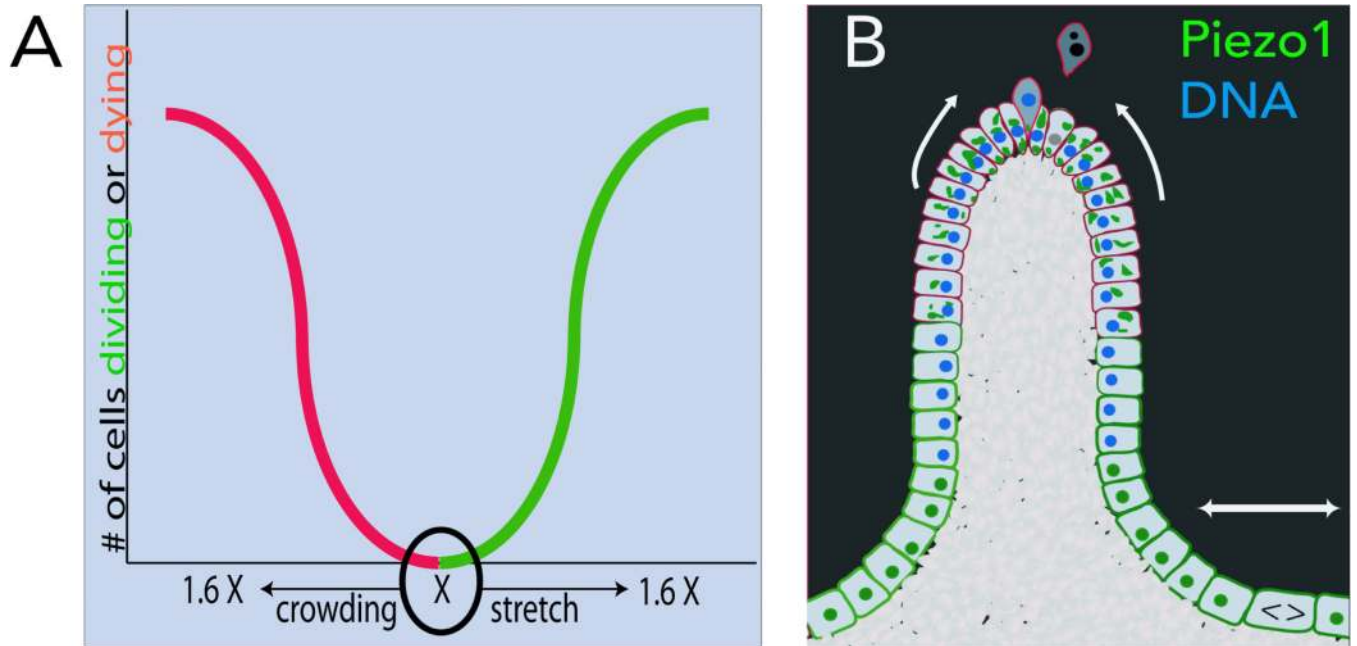 A
# of cells dividing or dying
1.6 X
crowding
X
stretch
1.6 X
B
Piezo1
DNA
< >